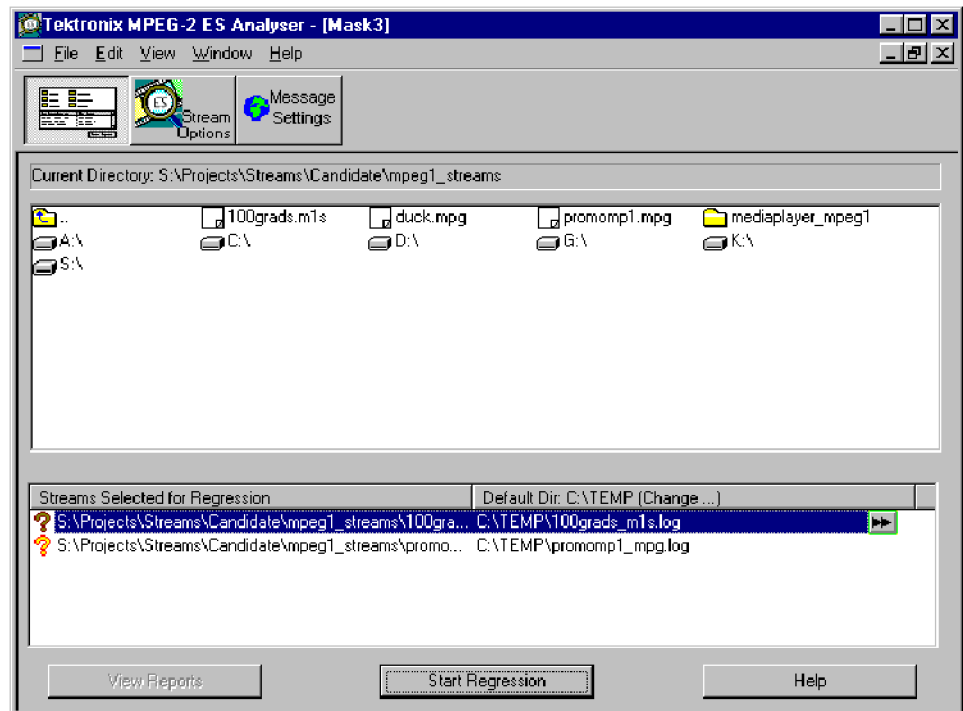 Tektronix MPEG-2 ES Analyser - [Mask3]
File Edit View Window Help
ES Stream Options
Message Settings
Current Directory: S:\Projects\Streams\Candidate\mpeg1_streams
.. 100grads.m1s duck.mpg promomp1.mpg mediaplayer_mpeg1
A:\ C:\ D:\ G:\ K:\
S:\
Streams Selected for Regression Default Dir: C:\TEMP (Change ...)
S:\Projects\Streams\Candidate\mpeg1_streams\100gra... C:\TEMP\100grads_m1s.log
S:\Projects\Streams\Candidate\mpeg1_streams\promo... C:\TEMP\promomp1_mpg.log
View Reports Start Regression Help